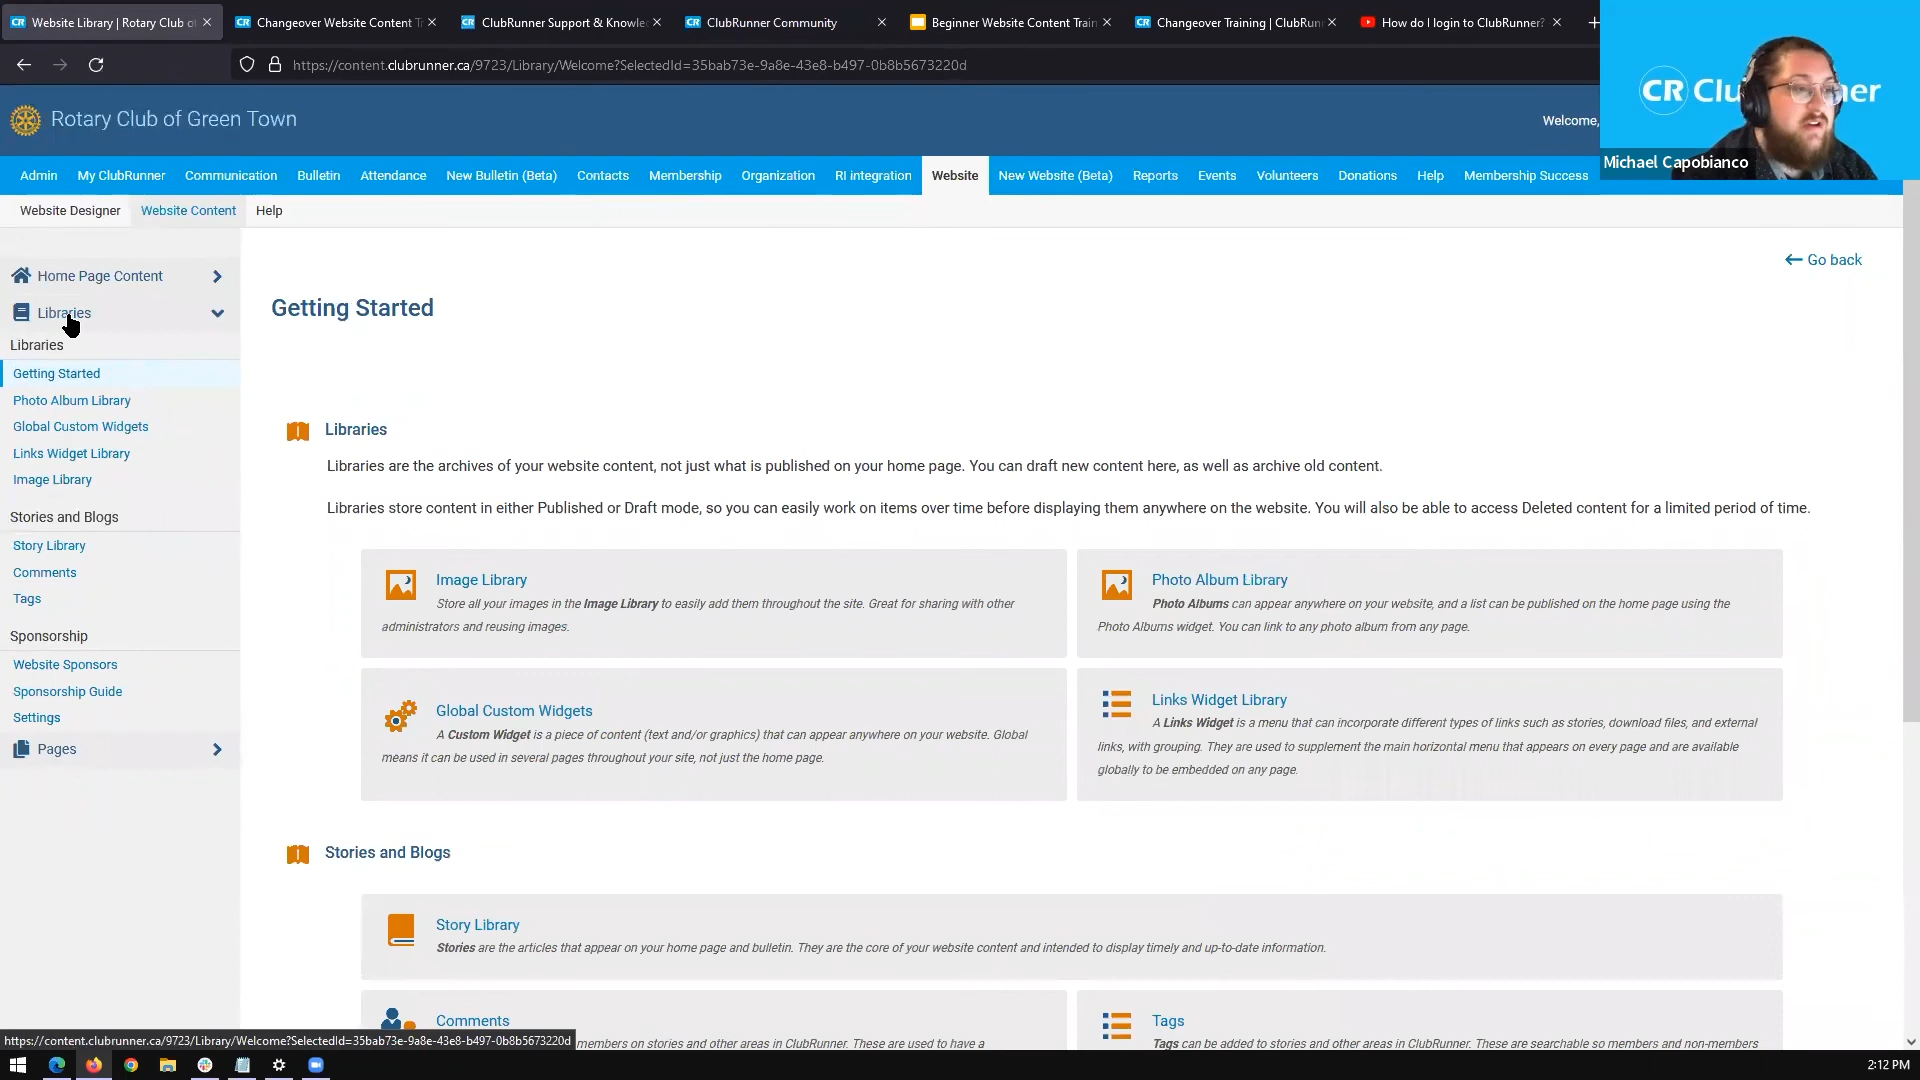 Website Library | Rotary Club o
Changeover Website Content T
ClubRunner Support & Knowle
ClubRunner Community
Beginner Website Content Train
Changeover Training | ClubRun
How do I login to ClubRunner?
https://content.clubrunner.ca/9723/Library/Welcome?SelectedId=35bab73e-9a8e-43e8-b497-0b8b5673220d
Rotary Club of Green Town
Welcome,
CR Clu
ner
Michael Capobianco
Admin
My ClubRunner
Communication
Bulletin
Attendance
New Bulletin (Beta)
Contacts
Membership
Organization
RI integration
Website
New Website (Beta)
Reports
Events
Volunteers
Donations
Help
Membership Success
Website Designer
Website Content
Help
Home Page Content
Libraries
Libraries
Getting Started
Photo Album Library
Global Custom Widgets
Links Widget Library
Image Library
Stories and Blogs
Story Library
Comments
Tags
Sponsorship
Website Sponsors
Sponsorship Guide
Settings
Pages
Go back
Getting Started
Libraries
Libraries are the archives of your website content, not just what is published on your home page. You can draft new content here, as well as archive old content.
Libraries store content in either Published or Draft mode, so you can easily work on items over time before displaying them anywhere on the website. You will also be able to access Deleted content for a limited period of time.
Image Library
Store all your images in the Image Library to easily add them throughout the site. Great for sharing with other
administrators and reusing images.
Photo Album Library
Photo Albums can appear anywhere on your website, and a list can be published on the home page using the
Photo Albums widget. You can link to any photo album from any page.
Global Custom Widgets
A Custom Widget is a piece of content (text and/or graphics) that can appear anywhere on your website. Global
means it can be used in several pages throughout your site, not just the home page.
Links Widget Library
A Links Widget is a menu that can incorporate different types of links such as stories, download files, and external
links, with grouping. They are used to supplement the main horizontal menu that appears on every page and are available
globally to be embedded on any page.
Stories and Blogs
Story Library
Stories are the articles that appear on your home page and bulletin. They are the core of your website content and intended to display timely and up-to-date information.
Comments
members on stories and other areas in ClubRunner. These are used to have a
Tags
Tags can be added to stories and other areas in ClubRunner. These are searchable so members and non-members
https://content.clubrunner.ca/9723/Library/Welcome?SelectedId=35bab73e-9a8e-43e8-b497-0b8b5673220d
2:12 PM